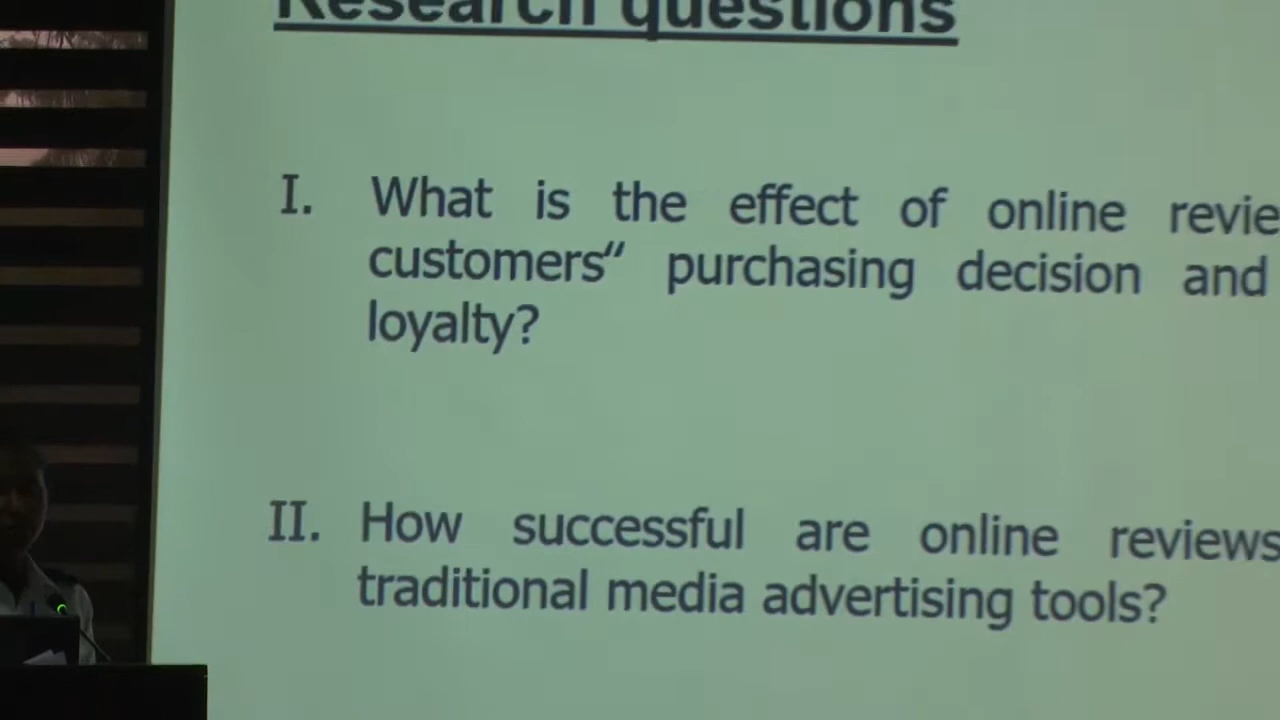 Research questions
I. What is the effect of online revie
customers“ purchasing decision and
loyalty?
II. How successful are online reviews
traditional media advertising tools?